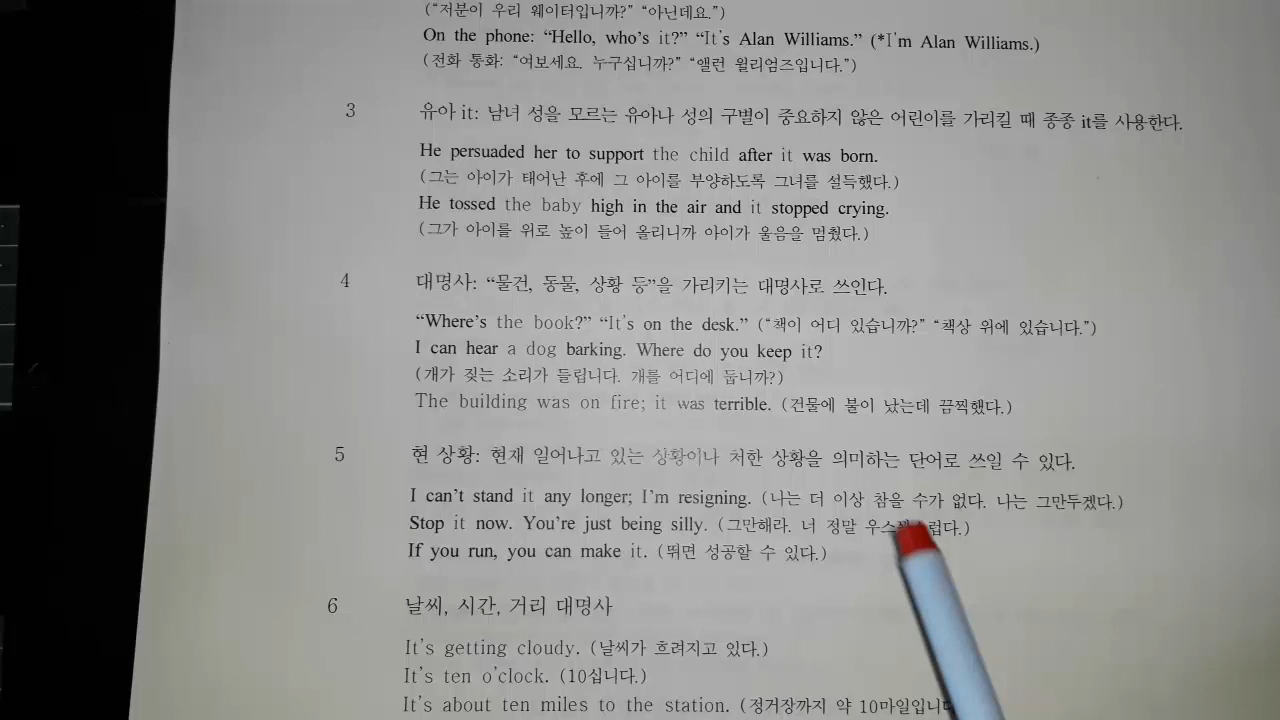 (“저분이 우리 웨이터입니까?” “아닌데요.”)
On the phone: “Hello, who’s it?” “It’s Alan Williams.” (*I’m Alan Williams.)
(전화 통화: “여보세요. 누구십니까?” “앨런 윌리엄즈입니다.”)
3 유아 it: 남녀 성을 모르는 유아나 성의 구별이 중요하지 않은 어린이를 가리킬 때 종종 it를 사용한다.
He persuaded her to support the child after it was born.
(그는 아이가 태어난 후에 그 아이를 부양하도록 그녀를 설득했다.)
He tossed the baby high in the air and it stopped crying.
(그가 아이를 위로 높이 들어 올리니까 아이가 울음을 멈췄다.)
4 대명사: “물건, 동물, 상황 등”을 가리키는 대명사로 쓰인다.
“Where’s the book?” “It’s on the desk.” (“책이 어디 있습니까?” “책상 위에 있습니다.”)
I can hear a dog barking. Where do you keep it?
(개가 짖는 소리가 들립니다. 개를 어디에 둡니까?)
The building was on fire; it was terrible. (건물에 불이 났는데 끔찍했다.)
5 현 상황: 현재 일어나고 있는 상황이나 처한 상황을 의미하는 단어로 쓰일 수 있다.
I can’t stand it any longer; I’m resigning. (나는 더 이상 참을 수가 없다. 나는 그만두겠다.)
Stop it now. You’re just being silly. (그만해라. 너 정말
If you run, you can make it. (뛰면 성공할 수 있다.)
6 날씨, 시간, 거리 대명사
It’s getting cloudy. (날씨가 흐려지고 있다.)
It’s ten o’clock. (10십니다.)
It’s about ten miles to the station. (정거장까지 약 10마일입니